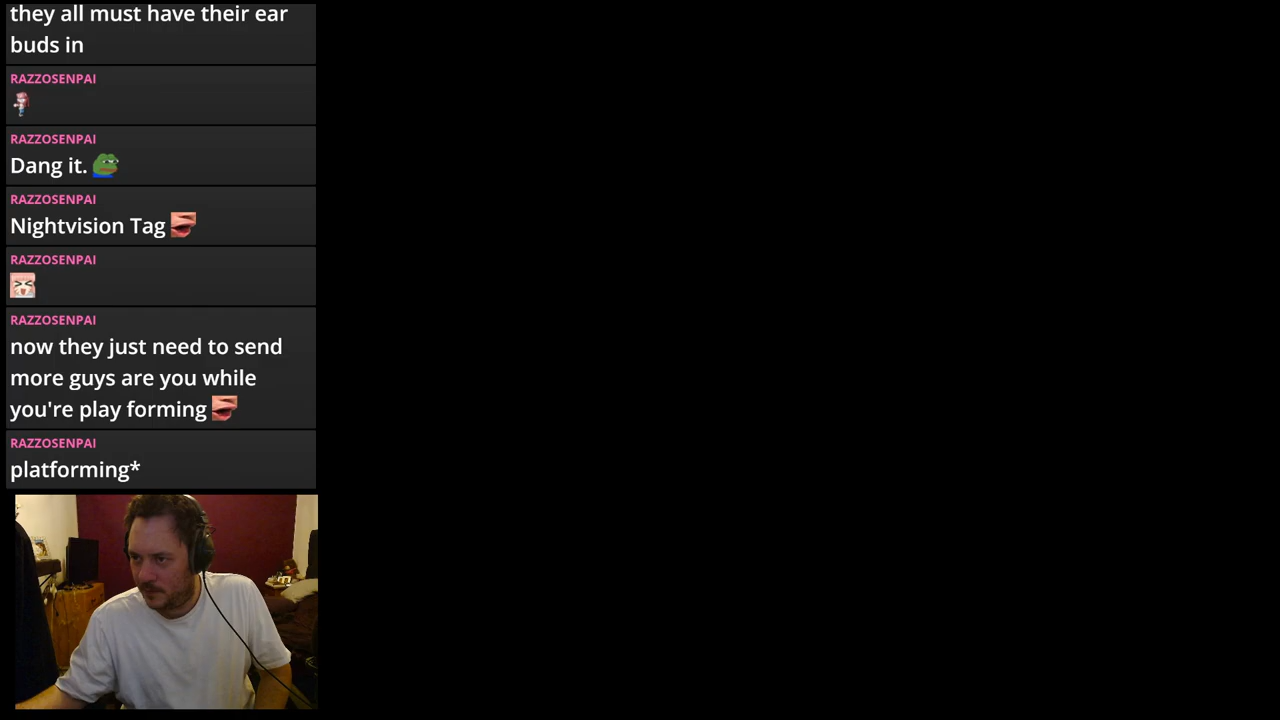 they all must have their ear
buds in
RAZZOSENPAI
RAZZOSENPAI
Dang it.
RAZZOSENPAI
Nightvision Tag
RAZZOSENPAI
RAZZOSENPAI
now they just need to send
more guys are you while
you're play forming
RAZZOSENPAI
platforming*